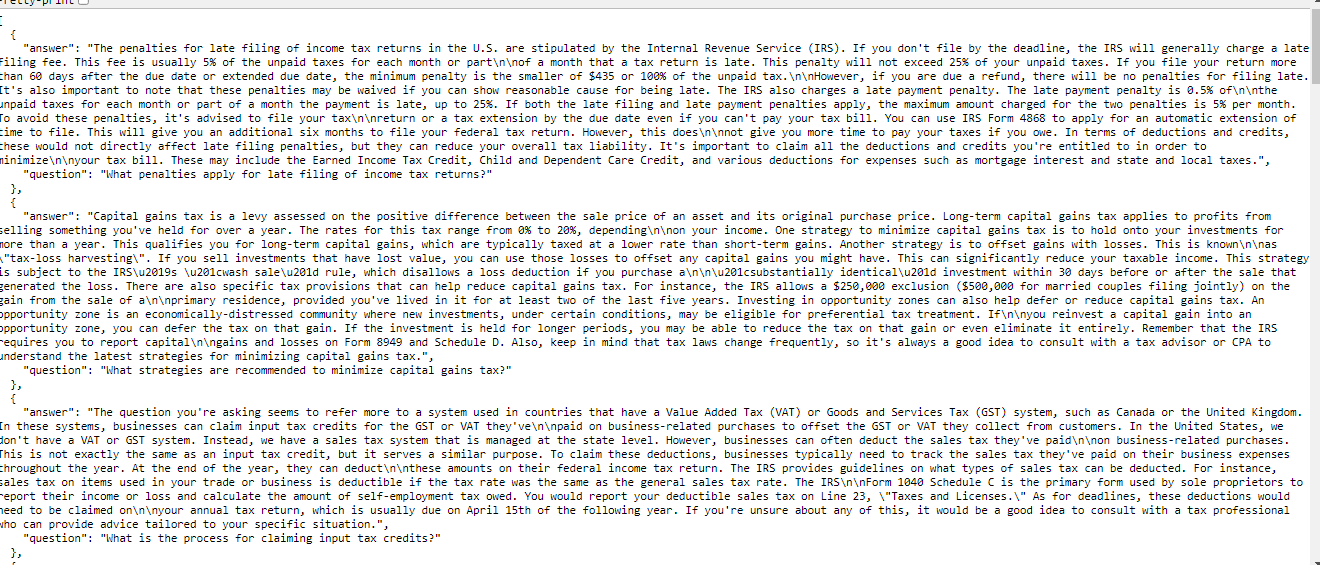 retty-print
[
{
"answer": "The penalties for late filing of income tax returns in the U.S. are stipulated by the Internal Revenue Service (IRS). If you don't file by the deadline, the IRS will generally charge a late
filing fee. This fee is usually 5% of the unpaid taxes for each month or part\n\nof a month that a tax return is late. This penalty will not exceed 25% of your unpaid taxes. If you file your return more
than 60 days after the due date or extended due date, the minimum penalty is the smaller of $435 or 100% of the unpaid tax.\n\nHowever, if you are due a refund, there will be no penalties for filing late.
It's also important to note that these penalties may be waived if you can show reasonable cause for being late. The IRS also charges a late payment penalty. The late payment penalty is 0.5% of\n\nthe
unpaid taxes for each month or part of a month the payment is late, up to 25%. If both the late filing and late payment penalties apply, the maximum amount charged for the two penalties is 5% per month.
To avoid these penalties, it's advised to file your tax\n\nreturn or a tax extension by the due date even if you can't pay your tax bill. You can use IRS Form 4868 to apply for an automatic extension of
time to file. This will give you an additional six months to file your federal tax return. However, this does\n\nnot give you more time to pay your taxes if you owe. In terms of deductions and credits,
these would not directly affect late filing penalties, but they can reduce your overall tax liability. It's important to claim all the deductions and credits you're entitled to in order to
minimize\n\nyour tax bill. These may include the Earned Income Tax Credit, Child and Dependent Care Credit, and various deductions for expenses such as mortgage interest and state and local taxes.",
"question": "What penalties apply for late filing of income tax returns?"
},
{
"answer": "Capital gains tax is a levy assessed on the positive difference between the sale price of an asset and its original purchase price. Long-term capital gains tax applies to profits from
selling something you've held for over a year. The rates for this tax range from 0% to 20%, depending\n\non your income. One strategy to minimize capital gains tax is to hold onto your investments for
more than a year. This qualifies you for long-term capital gains, which are typically taxed at a lower rate than short-term gains. Another strategy is to offset gains with losses. This is known\n\nas
\"tax-loss harvesting\". If you sell investments that have lost value, you can use those losses to offset any capital gains you might have. This can significantly reduce your taxable income. This strategy
is subject to the IRS\u2019s \u201cwash sale\u201d rule, which disallows a loss deduction if you purchase a\n\n\u201csubstantially identical\u201d investment within 30 days before or after the sale that
generated the loss. There are also specific tax provisions that can help reduce capital gains tax. For instance, the IRS allows a $250,000 exclusion ($500,000 for married couples filing jointly) on the
gain from the sale of a\n\nprimary residence, provided you've lived in it for at least two of the last five years. Investing in opportunity zones can also help defer or reduce capital gains tax. An
opportunity zone is an economically-distressed community where new investments, under certain conditions, may be eligible for preferential tax treatment. If\n\nyou reinvest a capital gain into an
opportunity zone, you can defer the tax on that gain. If the investment is held for longer periods, you may be able to reduce the tax on that gain or even eliminate it entirely. Remember that the IRS
requires you to report capital\n\ngains and losses on Form 8949 and Schedule D. Also, keep in mind that tax laws change frequently, so it's always a good idea to consult with a tax advisor or CPA to
understand the latest strategies for minimizing capital gains tax.",
"question": "What strategies are recommended to minimize capital gains tax?"
},
{
"answer": "The question you're asking seems to refer more to a system used in countries that have a Value Added Tax (VAT) or Goods and Services Tax (GST) system, such as Canada or the United Kingdom.
In these systems, businesses can claim input tax credits for the GST or VAT they've\n\npaid on business-related purchases to offset the GST or VAT they collect from customers. In the United States, we
don't have a VAT or GST system. Instead, we have a sales tax system that is managed at the state level. However, businesses can often deduct the sales tax they've paid\n\non business-related purchases.
This is not exactly the same as an input tax credit, but it serves a similar purpose. To claim these deductions, businesses typically need to track the sales tax they've paid on their business expenses
throughout the year. At the end of the year, they can deduct\n\nthese amounts on their federal income tax return. The IRS provides guidelines on what types of sales tax can be deducted. For instance,
sales tax on items used in your trade or business is deductible if the tax rate was the same as the general sales tax rate. The IRS\n\nForm 1040 Schedule C is the primary form used by sole proprietors to
report their income or loss and calculate the amount of self-employment tax owed. You would report your deductible sales tax on Line 23, \"Taxes and Licenses.\" As for deadlines, these deductions would
need to be claimed on\n\nyour annual tax return, which is usually due on April 15th of the following year. If you're unsure about any of this, it would be a good idea to consult with a tax professional
who can provide advice tailored to your specific situation.",
"question": "What is the process for claiming input tax credits?"
},